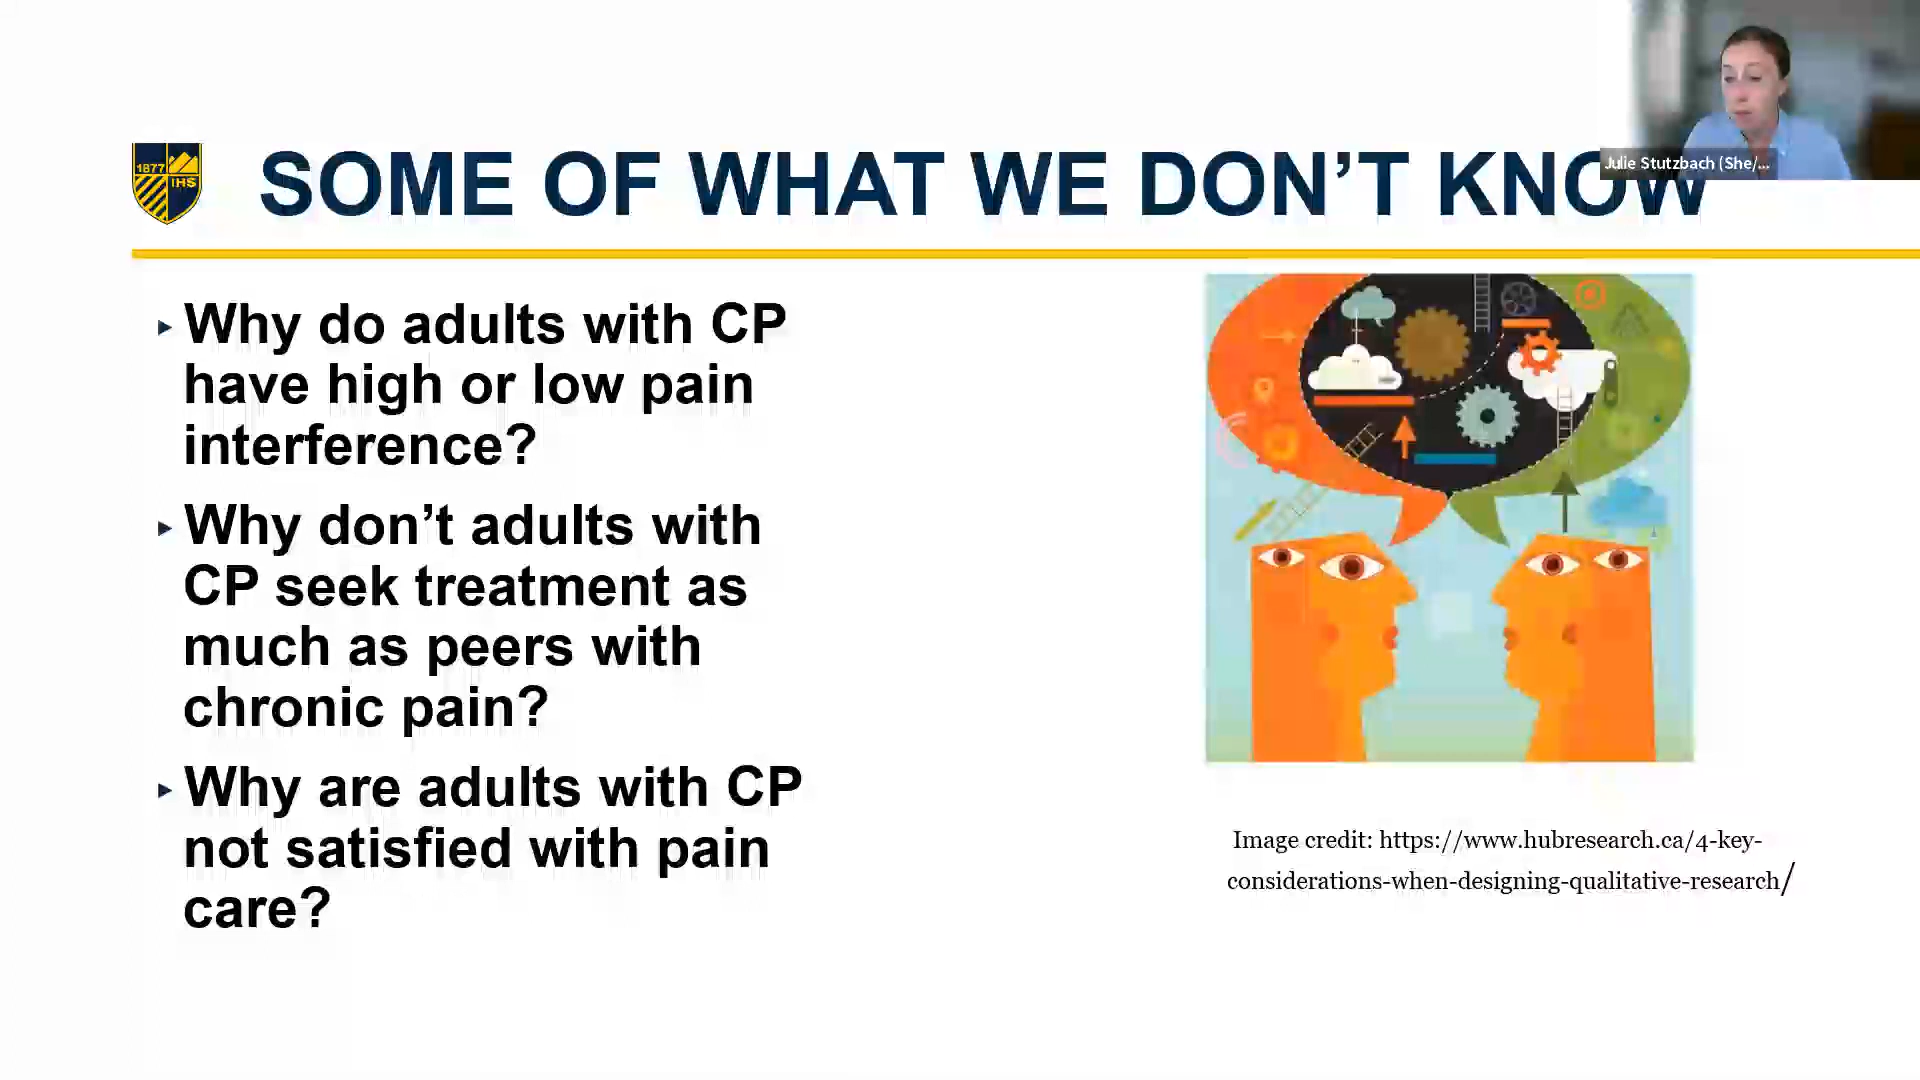 Julie Stutzbach (She/...
1877
IHS
SOME OF WHAT WE DON’T KNOW
▸ Why do adults with CP
have high or low pain
interference?
▸ Why don’t adults with
CP seek treatment as
much as peers with
chronic pain?
▸ Why are adults with CP
not satisfied with pain
care?
Image credit: https://www.hubresearch.ca/4-key-
considerations-when-designing-qualitative-research/